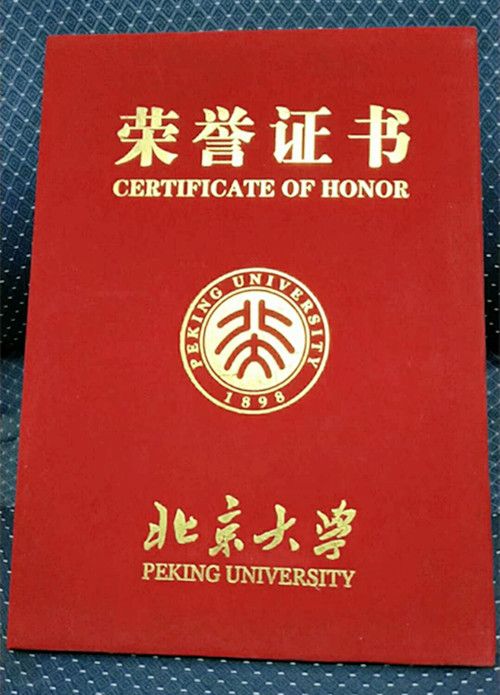 荣誉证书
CERTIFICATE OF HONOR
PEKING UNIVERSITY
1898
北京大学
PEKING UNIVERSITY